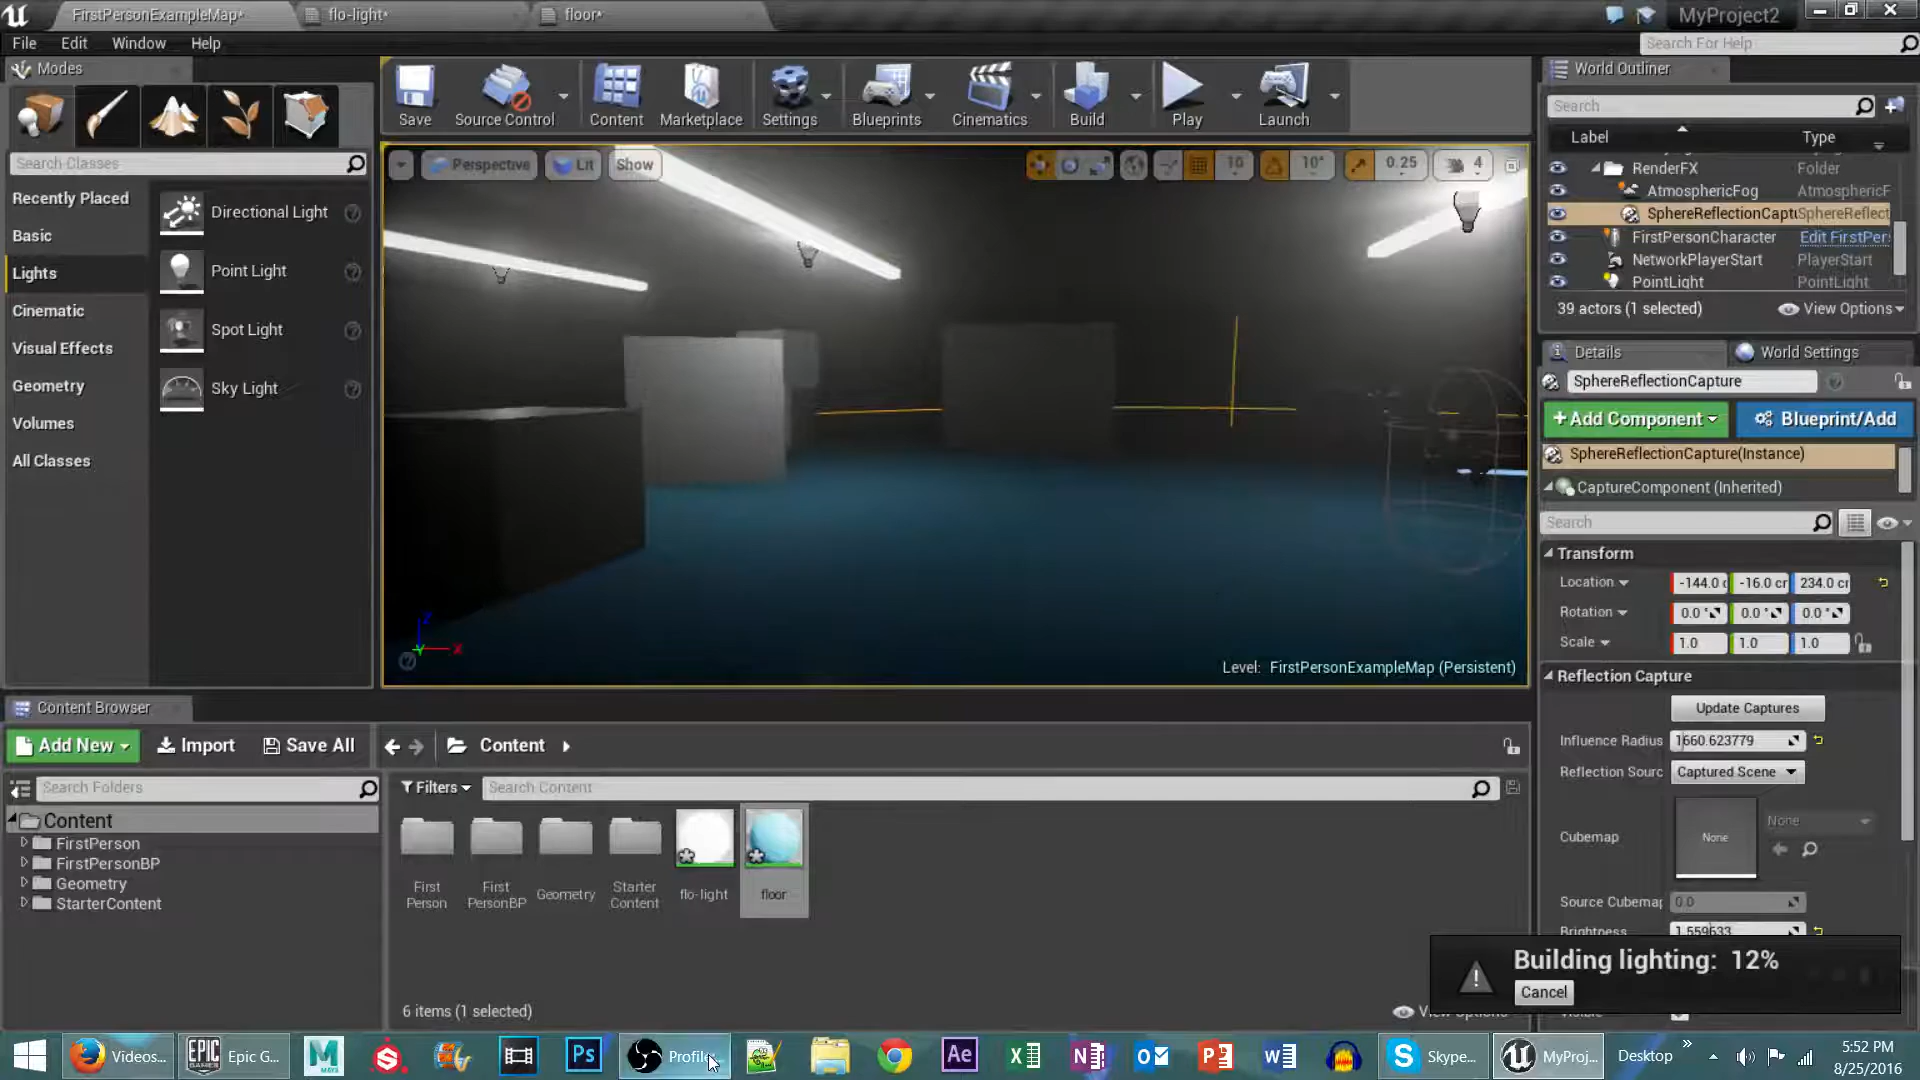 FirstPersonExampleMap*
flo-light*
floor*
MyProject2
File Edit Window Help
Search For Help
Modes
Search Classes
Recently Placed
Basic
Lights
Cinematic
Visual Effects
Geometry
Volumes
All Classes
Directional Light
Point Light
Spot Light
Sky Light
Save
Source Control
Content
Marketplace
Settings
Blueprints
Cinematics
Build
Play
Launch
Perspective
Lit
Show
10
10°
0.25
4
Level: FirstPersonExampleMap (Persistent)
World Outliner
Search
Label Type
RenderFX Folder
AtmosphericFog AtmosphericF
SphereReflectionCaptu SphereReflect
FirstPersonCharacter Edit FirstPer
NetworkPlayerStart PlayerStart
PointLight PointLight
39 actors (1 selected)
View Options
Details
World Settings
SphereReflectionCapture
+Add Component
Blueprint/Add
SphereReflectionCapture(Instance)
CaptureComponent (Inherited)
Search
Transform
Location -144.0 c -16.0 cr 234.0 cr
Rotation 0.0 ° 0.0 ° 0.0 °
Scale 1.0 1.0 1.0
Reflection Capture
Update Captures
Influence Radius 1660.623779
Reflection Sourc Captured Scene
Cubemap None None
Source Cubemap 0.0
Brightness 1.559633
Building lighting: 12%
Cancel
Content Browser
Add New
Import
Save All
Content
Search Folders
Filters
Search Content
Content
FirstPerson
FirstPersonBP
Geometry
StarterContent
First
Person
First
PersonBP
Geometry
Starter
Content
flo-light
floor
6 items (1 selected)
View Options
Videos...
EPIC GAMES Epic G...
MAYA
Ps
Profile
Ae
Skype...
MyProj...
Desktop
»
5:52 PM
8/25/2016